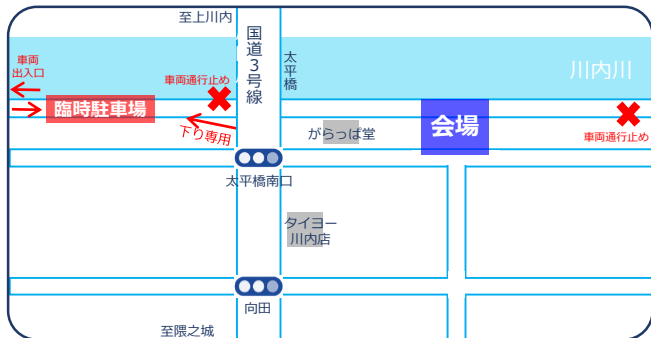 至上川内
国道3号線
太平橋
川内川
車両
出入口
車両通行止め
臨時駐車場
下り専用
がらっぱ堂
会場
車両通行止め
太平橋南口
タイヨー
川内店
向田
至隈之城